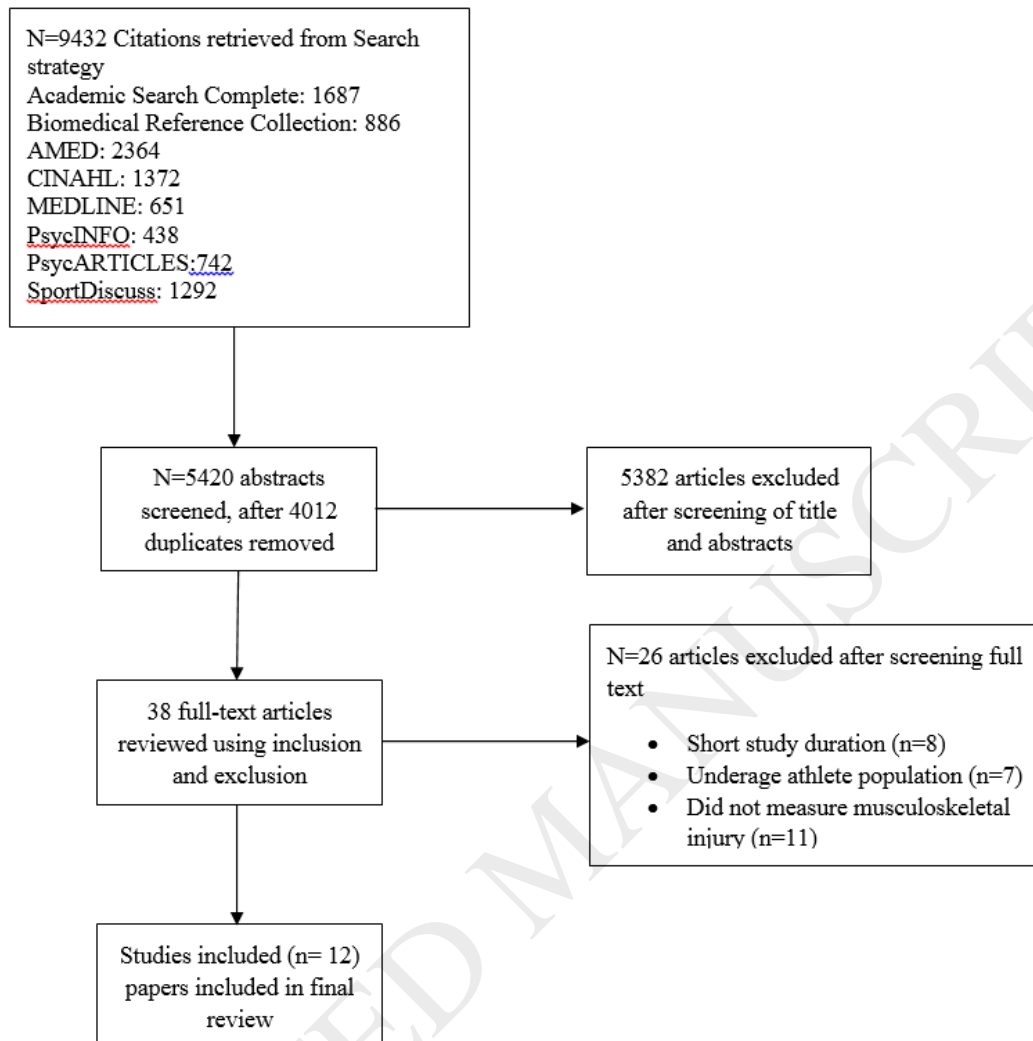 N=9432 Citations retrieved from Search
strategy
Academic Search Complete: 1687
Biomedical Reference Collection: 886
AMED: 2364
CINAHL: 1372
MEDLINE: 651
PsycINFO: 438
PsycARTICLES:742
SportDiscuss: 1292
N=5420 abstracts
screened, after 4012
duplicates removed
5382 articles excluded
after screening of title
and abstracts
38 full-text articles
reviewed using inclusion
and exclusion
N=26 articles excluded after screening full
text
• Short study duration (n=8)
• Underage athlete population (n=7)
• Did not measure musculoskeletal
injury (n=11)
Studies included (n= 12)
papers included in final
review
TED MANUSCRI